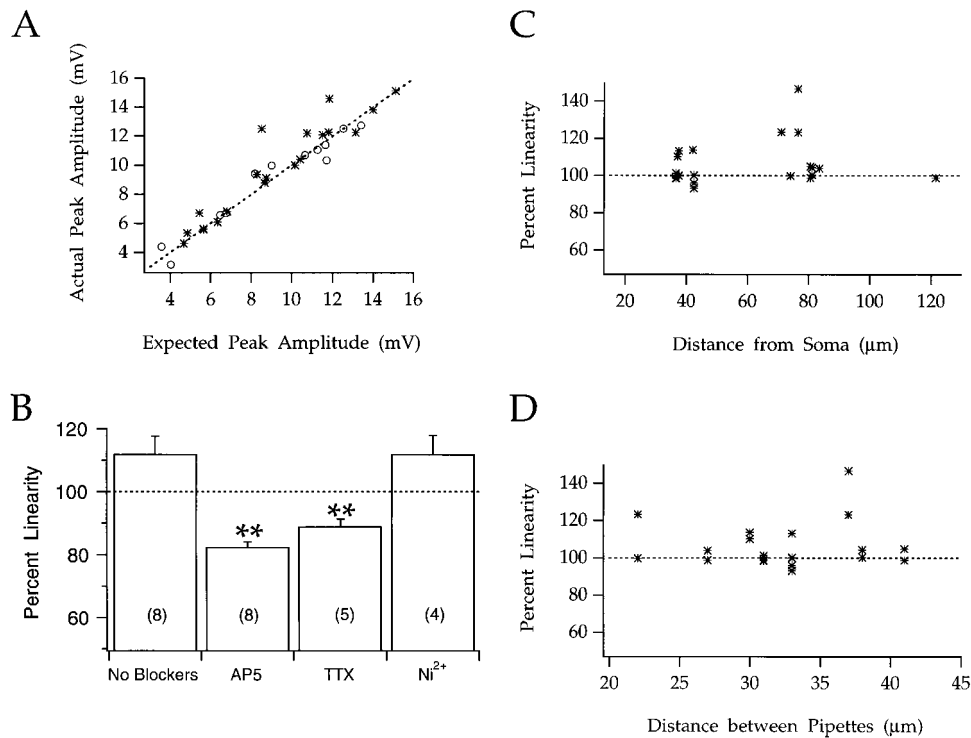 A
Actual Peak Amplitude (mV)
16
14
12
10
8
6
4
4 6 8 10 12 14 16
Expected Peak Amplitude (mV)
C
Percent Linearity
140
120
100
80
60
20 40 60 80 100 120
Distance from Soma (µm)
B
Percent Linearity
120
100
80
60
** **
(8) (8) (5) (4)
No Blockers AP5 TTX Ni2+
D
Percent Linearity
140
120
100
80
60
20 25 30 35 40 45
Distance between Pipettes (µm)